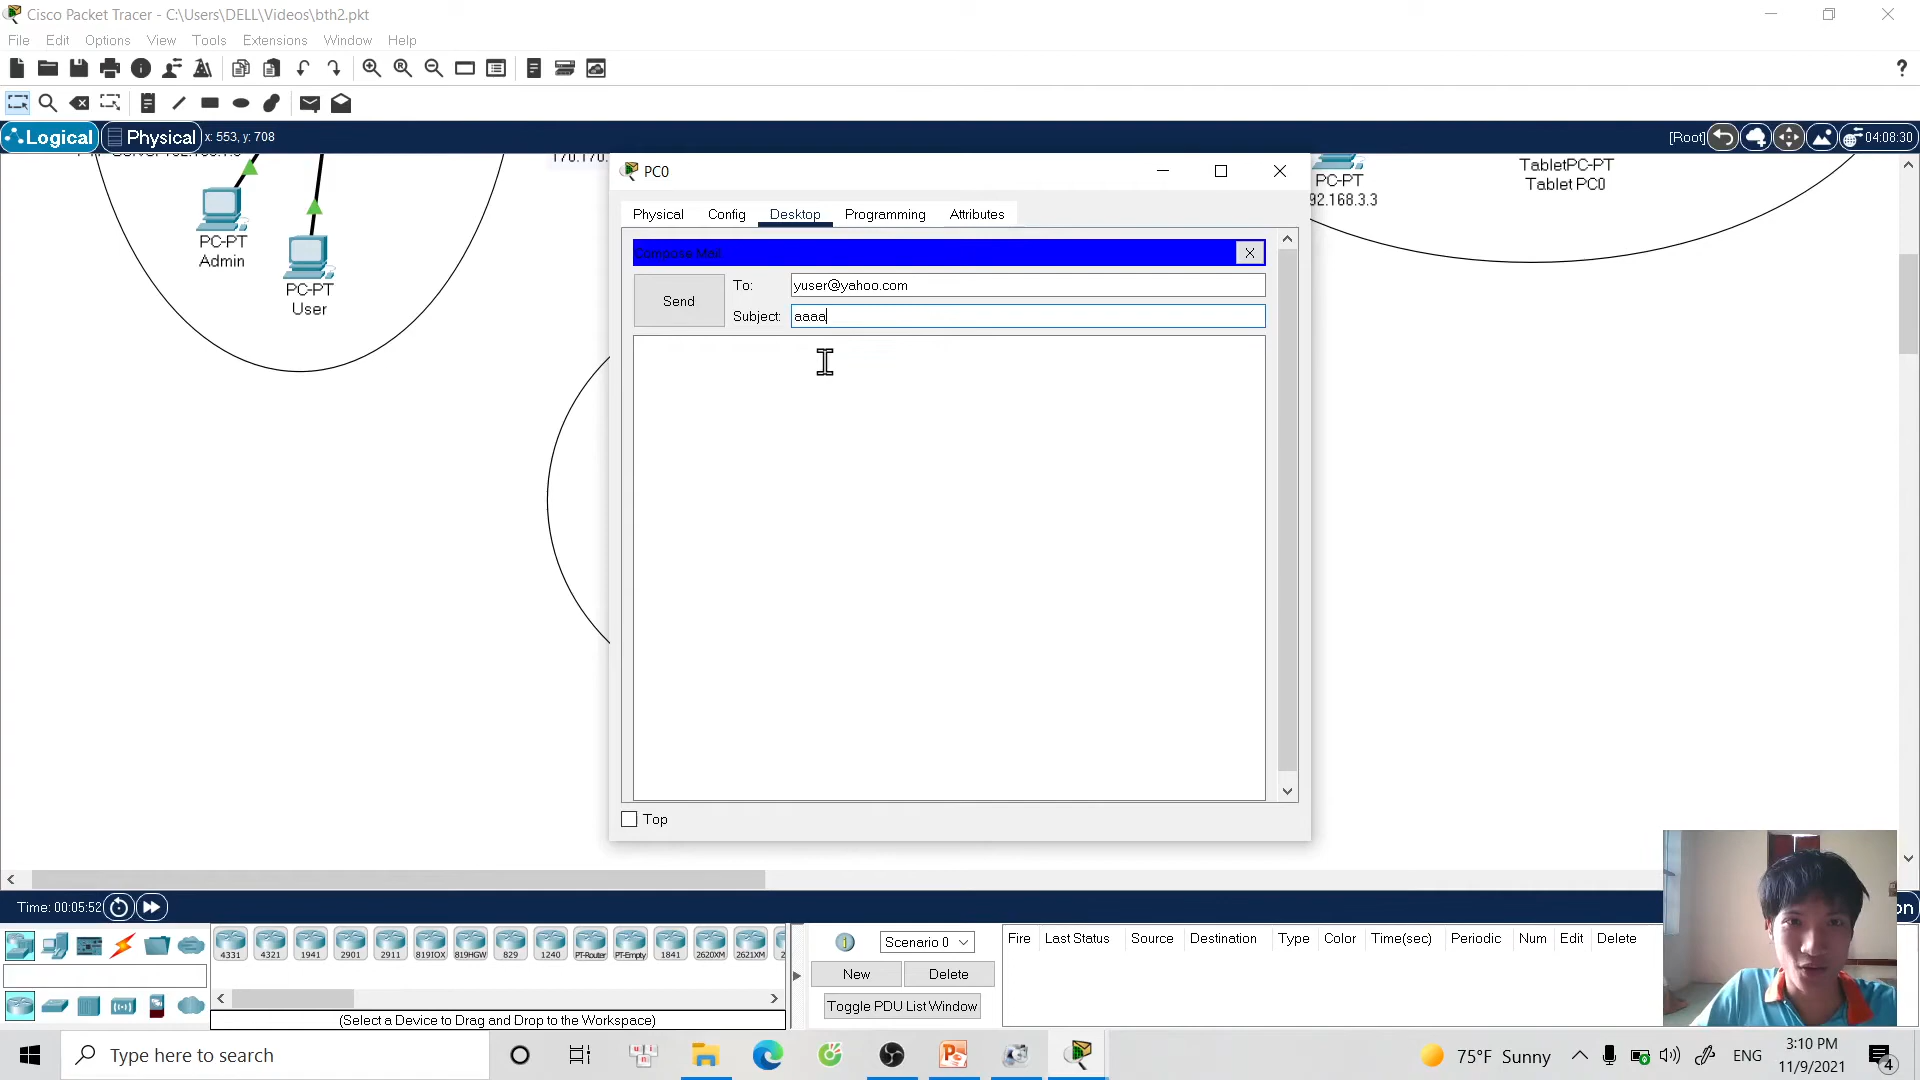 Cisco Packet Tracer - C:\Users\DELL\Videos\bth2.pkt
File Edit Options View Tools Extensions Window Help
?
Logical Physical x: 553, y: 708 [Root] 04:08:30
170.170.
PC-PT
Admin
PC-PT
User
PC0
Physical Config Desktop Programming Attributes
Compose Mail
X
Send
To: yuser@yahoo.com
Subject: aaaa
Top
PC-PT
92.168.3.3
TabletPC-PT
Tablet PC0
Time: 00:05:52
4331 4321 1941 2901 2911 819IOX 819HGW 829 1240 PT-Router PT-Empty 1841 2620XM 2621XM
(Select a Device to Drag and Drop to the Workspace)
Scenario 0
New Delete
Toggle PDU List Window
Fire Last Status Source Destination Type Color Time(sec) Periodic Num Edit Delete
Type here to search
75°F Sunny
ENG
3:10 PM
11/9/2021
4